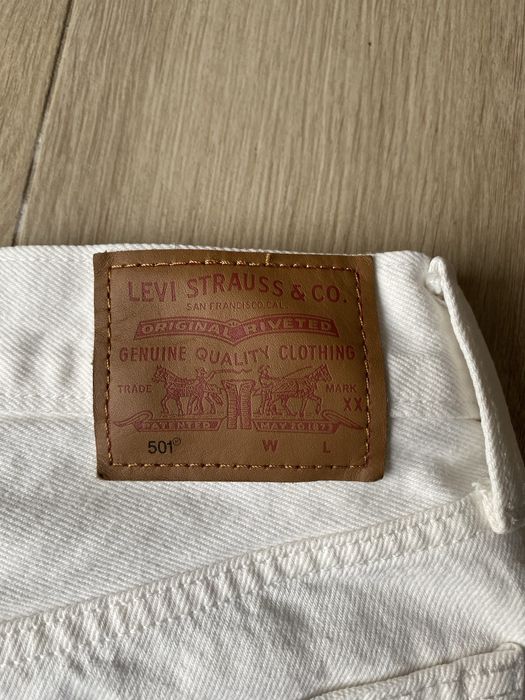 LEVI STRAUSS & CO.
SAN FRANCISCO, CAL.
ORIGINAL RIVETED
GENUINE QUALITY CLOTHING
TRADE MARK
XX
PATENTED MAY 20 1873
501® W L